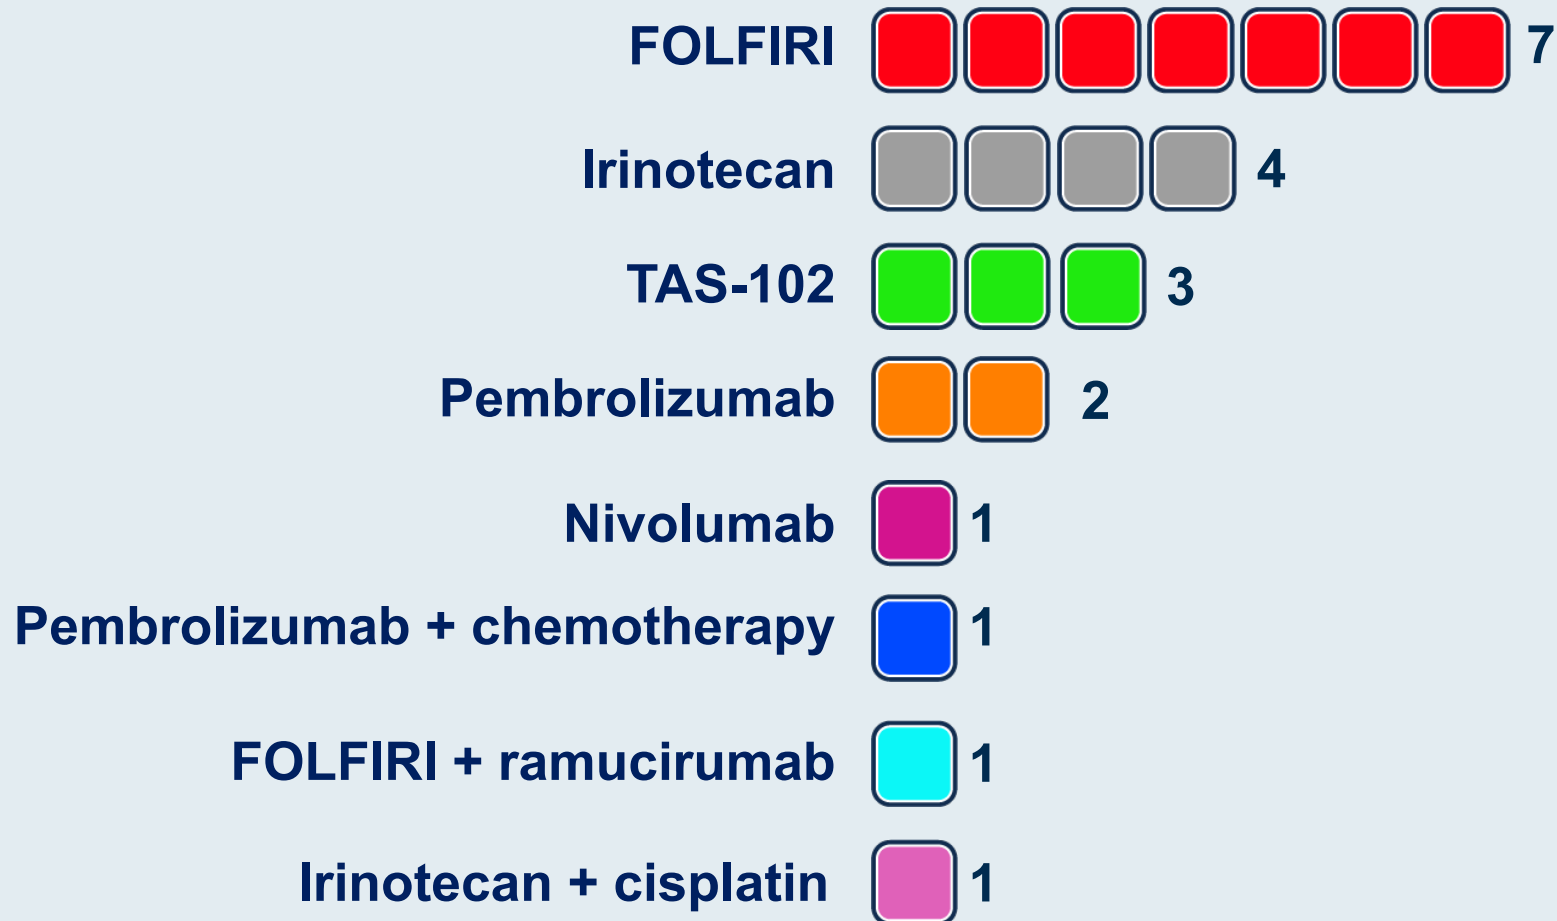 FOLFIRI 7
Irinotecan 4
TAS-102 3
Pembrolizumab 2
Nivolumab 1
Pembrolizumab + chemotherapy 1
FOLFIRI + ramucirumab 1
Irinotecan + cisplatin 1